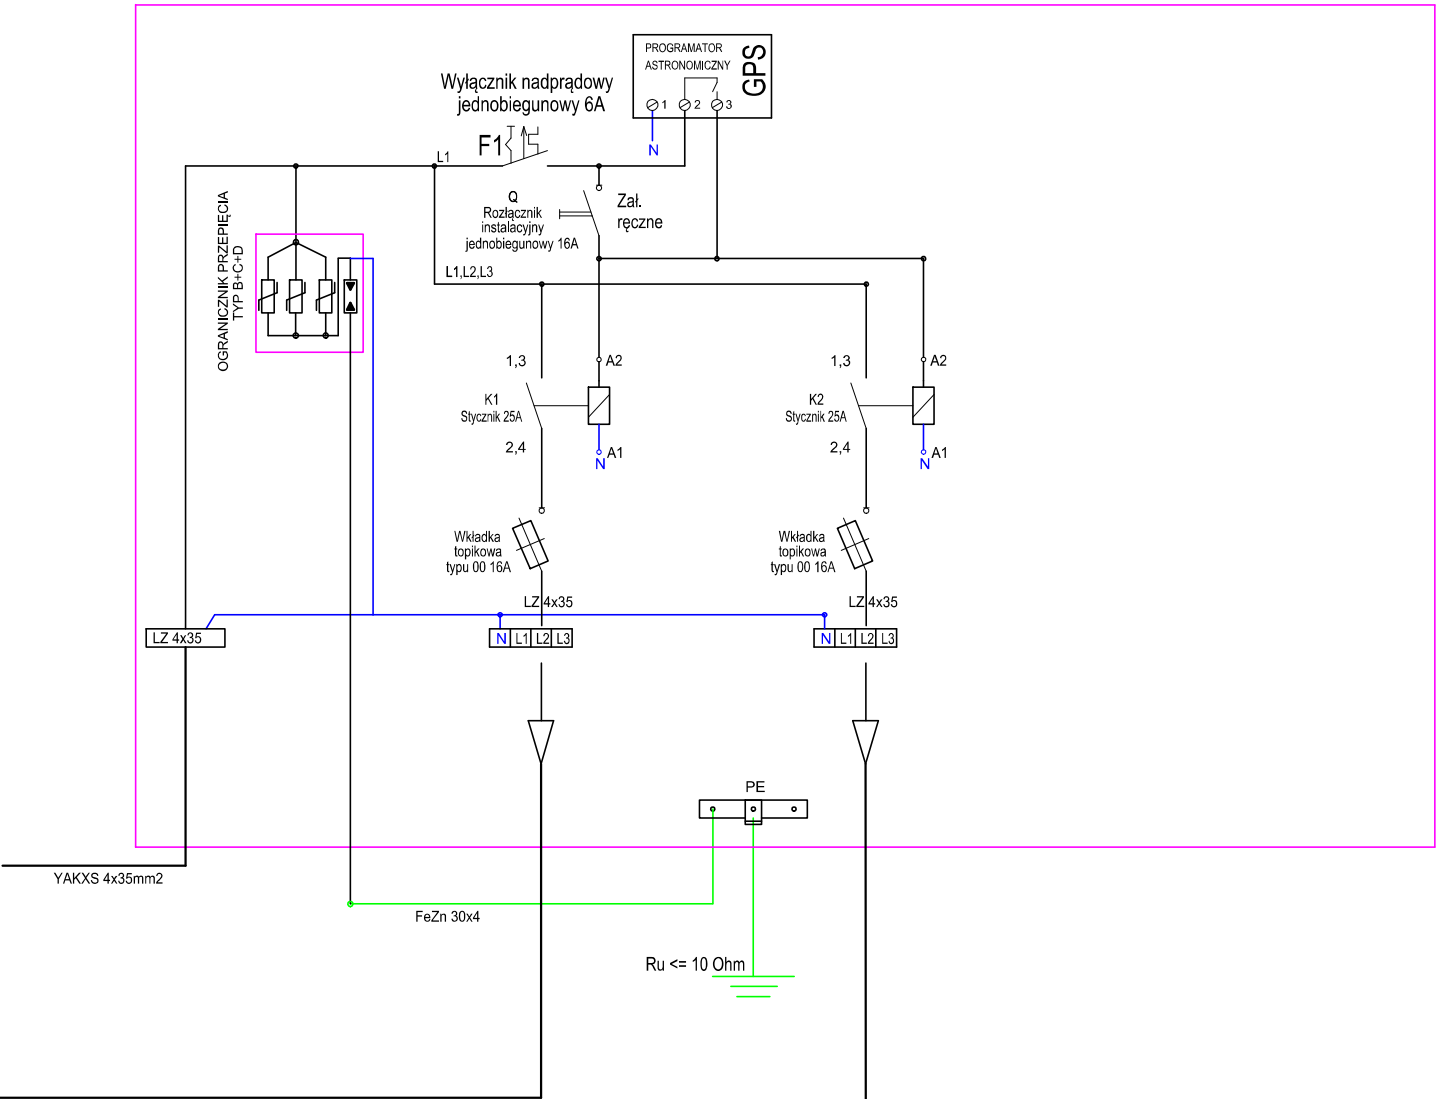 PROGRAMATOR
ASTRONOMICZNY
GPS
1
2
3
N
Wyłącznik nadprądowy
jednobiegunowy 6A
F1
L1
Q
Rozłącznik
instalacyjny
jednobiegunowy 16A
Zał.
ręczne
OGRANICZNIK PRZEPIĘCIA
TYP B+C+D
L1,L2,L3
1,3
A2
K1
Stycznik 25A
2,4
A1
N
1,3
A2
K2
Stycznik 25A
2,4
A1
N
Wkładka
topikowa
typu 00 16A
Wkładka
topikowa
typu 00 16A
LZ 4x35
LZ 4x35
LZ 4x35
N L1 L2 L3
N L1 L2 L3
PE
YAKXS 4x35mm2
FeZn 30x4
Ru <= 10 Ohm